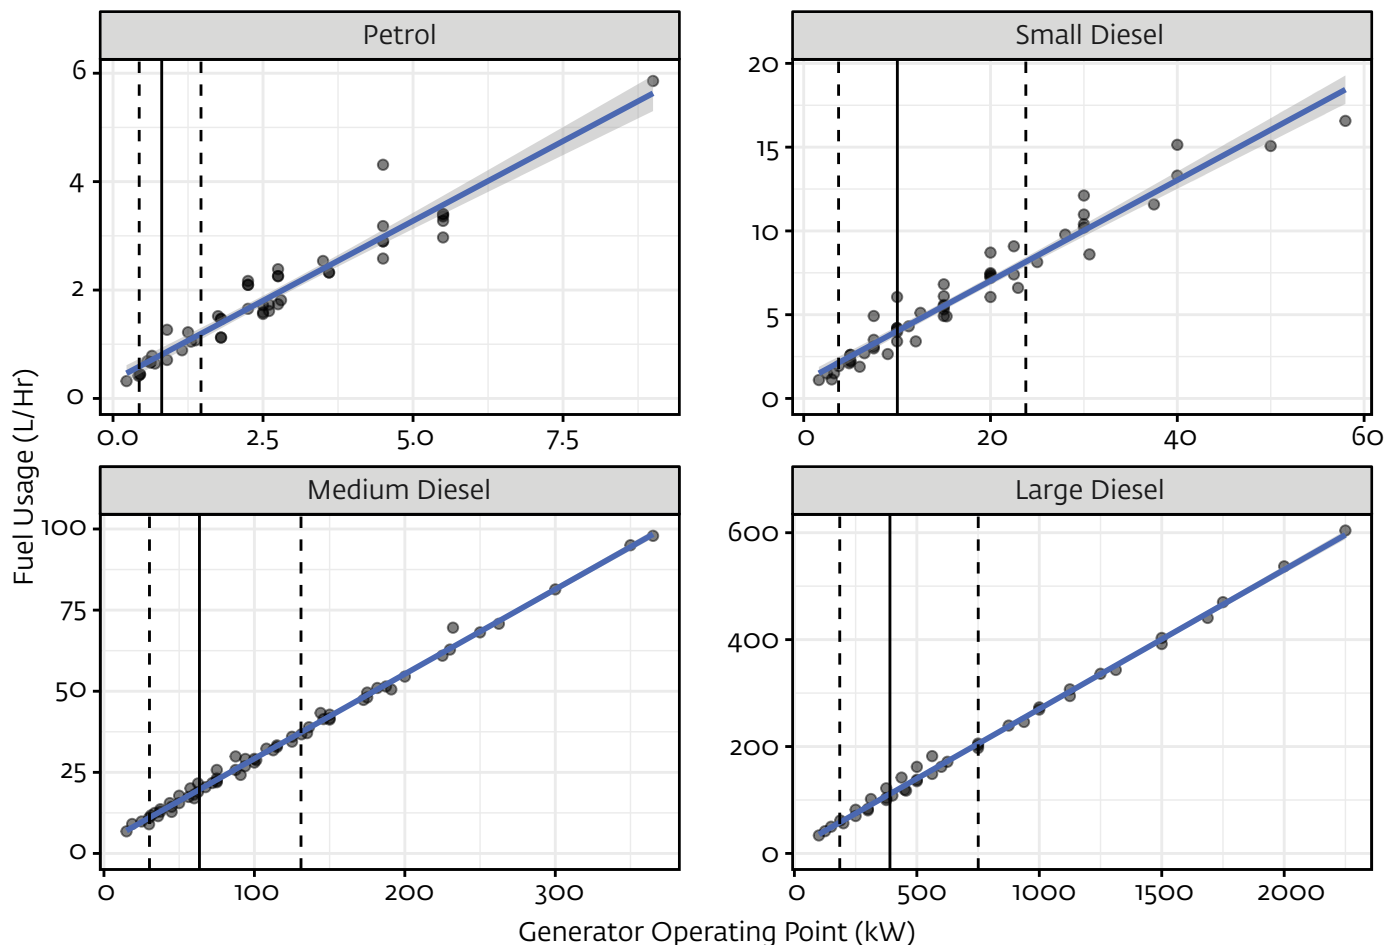 Petrol
Small Diesel
6
4
2
0
0.0 2.5 5.0 7.5
20
15
10
5
0
0 20 40 60
Fuel Usage (L/Hr)
Medium Diesel
Large Diesel
100
75
50
25
0
0 100 200 300
600
400
200
0
0 500 1000 1500 2000
Generator Operating Point (kW)